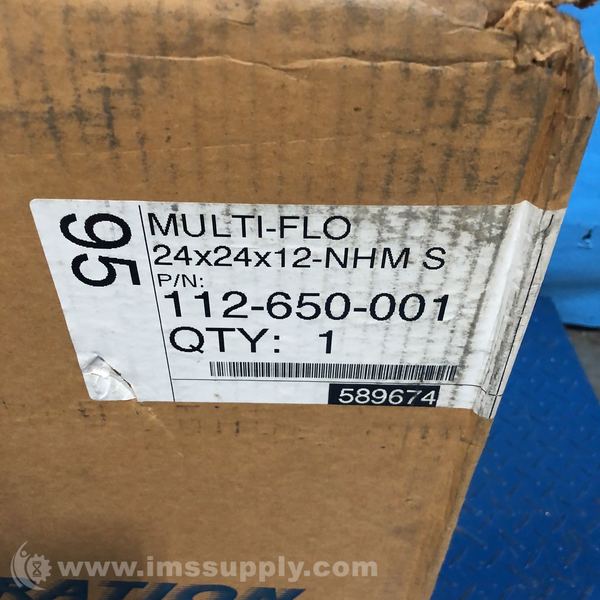 95
MULTI-FLO
24x24x12-NHM S
P/N:
112-650-001
QTY: 1
589674
www.imssupply.com